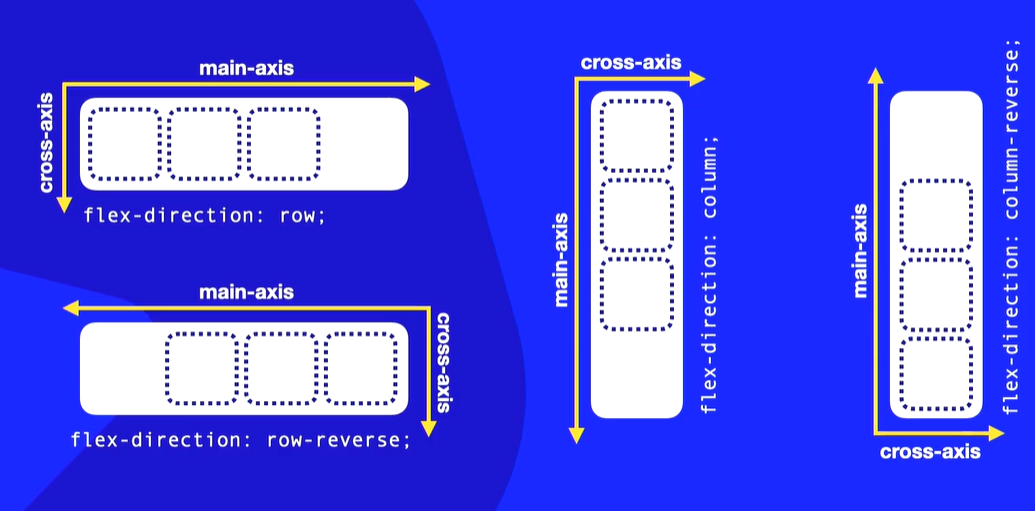 main-axis
cross-axis
flex-direction: row;
main-axis
cross-axis
flex-direction: row-reverse;
cross-axis
main-axis
flex-direction: column;
main-axis
flex-direction: column-reverse;
cross-axis